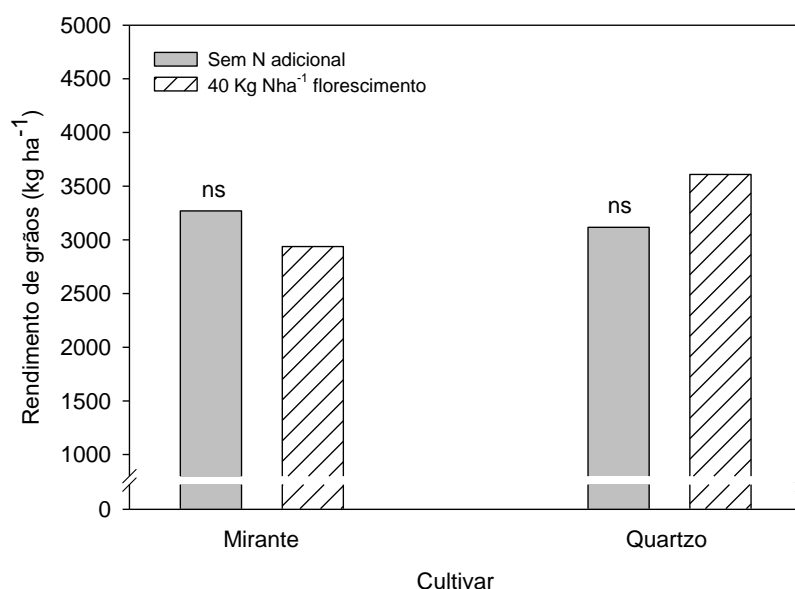 5000
4500
4000
3500
3000
2500
2000
1500
1000
0
Rendimento de grãos (kg ha⁻¹)
Sem N adicional
40 Kg Nha⁻¹ florescimento
ns
ns
Mirante
Quartzo
Cultivar